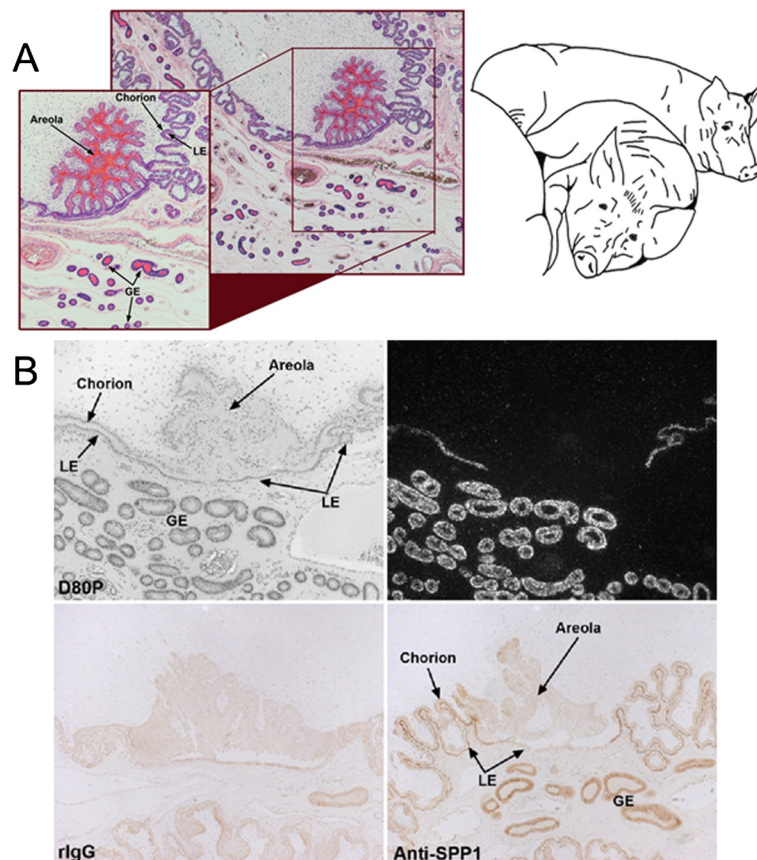 A
Chorion
Areola
LE
GE
B
Areola
Chorion
LE
LE
GE
D80P
Areola
Chorion
LE
GE
rIgG
Anti-SPP1